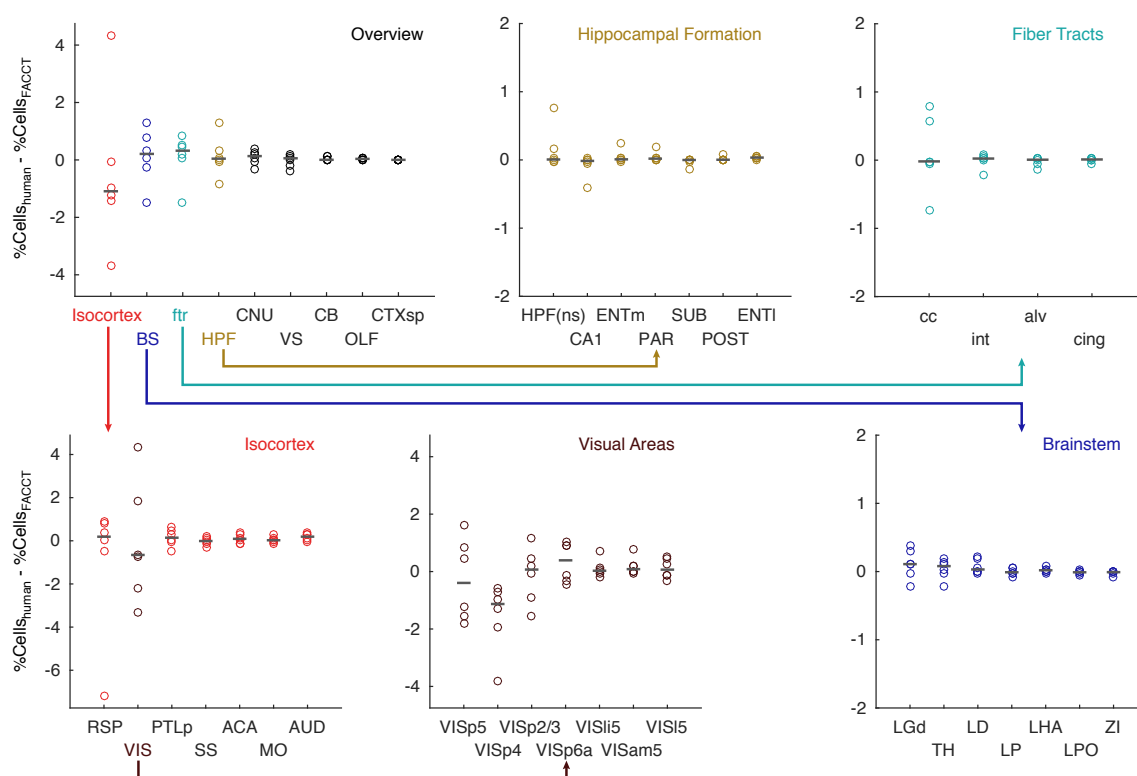 Overview
Hippocampal Formation
Fiber Tracts
%Cells_human - %Cells_FACCT
4
2
0
-2
-4
2
1
0
-1
-2
2
1
0
-1
-2
Isocortex ftr CNU CB CTXsp
BS HPF VS OLF
HPF(ns) ENTm SUB ENTl
CA1 PAR POST
cc alv
int cing
Isocortex
Visual Areas
Brainstem
%Cells_human - %Cells_FACCT
4
2
0
-2
-4
-6
4
2
0
-2
-4
2
1
0
-1
-2
RSP PTLp ACA AUD
VIS SS MO
VISp5 VISp2/3 VISli5 VISl5
VISp4 VISp6a VISam5
LGd LD LHA ZI
TH LP LPO